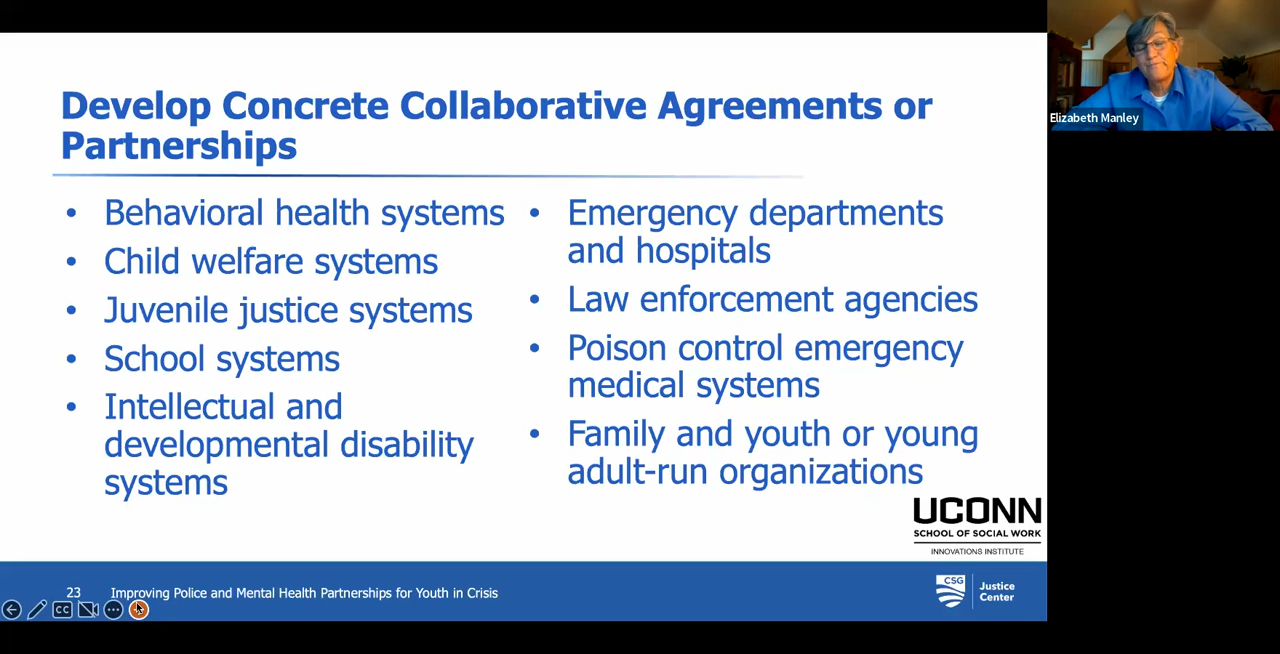 Develop Concrete Collaborative Agreements or
Partnerships
• Behavioral health systems
• Child welfare systems
• Juvenile justice systems
• School systems
• Intellectual and
developmental disability
systems
• Emergency departments
and hospitals
• Law enforcement agencies
• Poison control emergency
medical systems
• Family and youth or young
adult-run organizations
UCONN
SCHOOL OF SOCIAL WORK
INNOVATIONS INSTITUTE
23
Improving Police and Mental Health Partnerships for Youth in Crisis
CSG
Justice
Center
CC
Elizabeth Manley